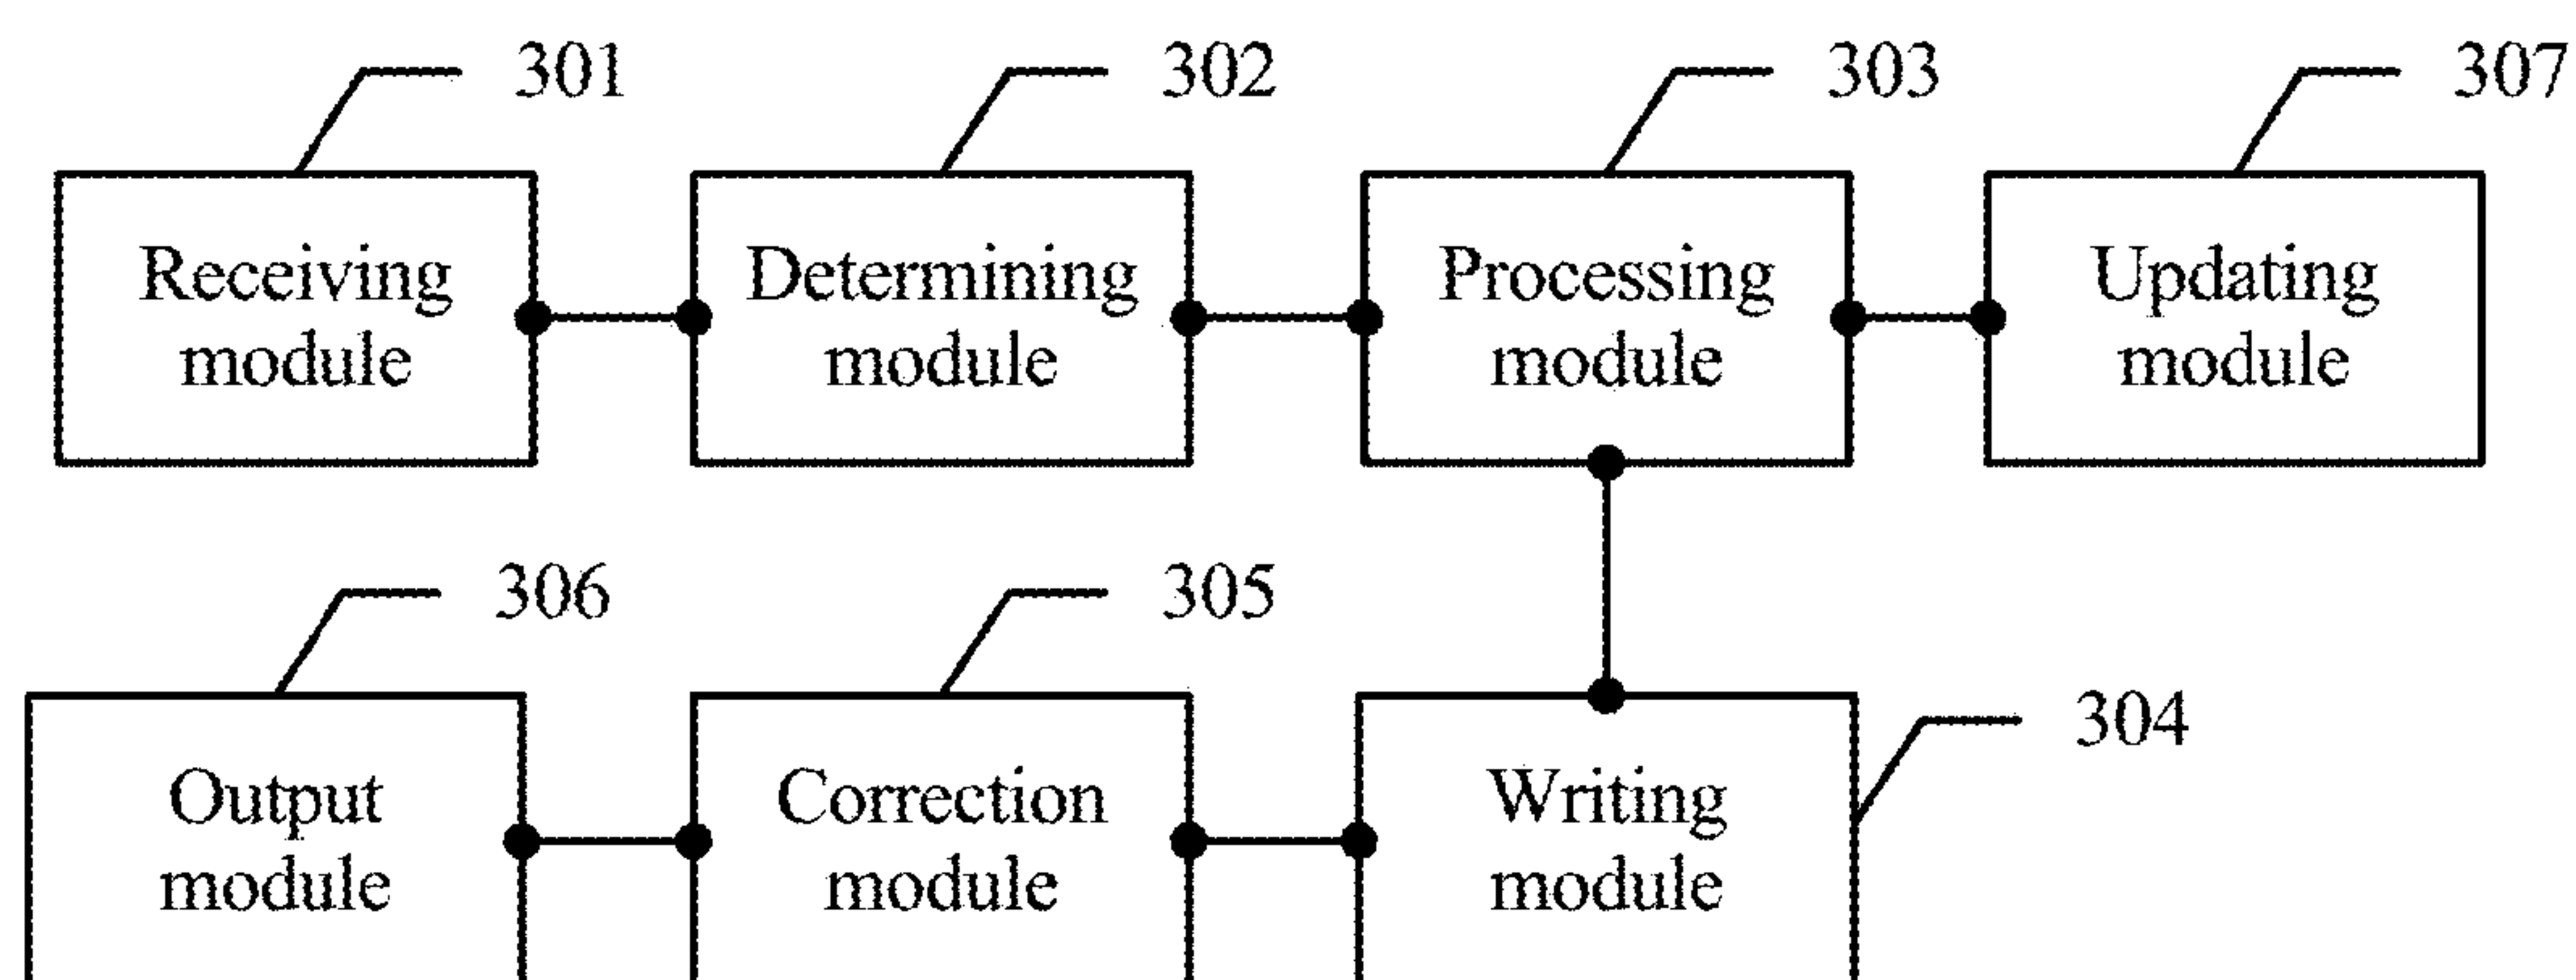 301
302
303
307
Receiving
module
Determining
module
Processing
module
Updating
module
306
305
304
Output
module
Correction
module
Writing
module